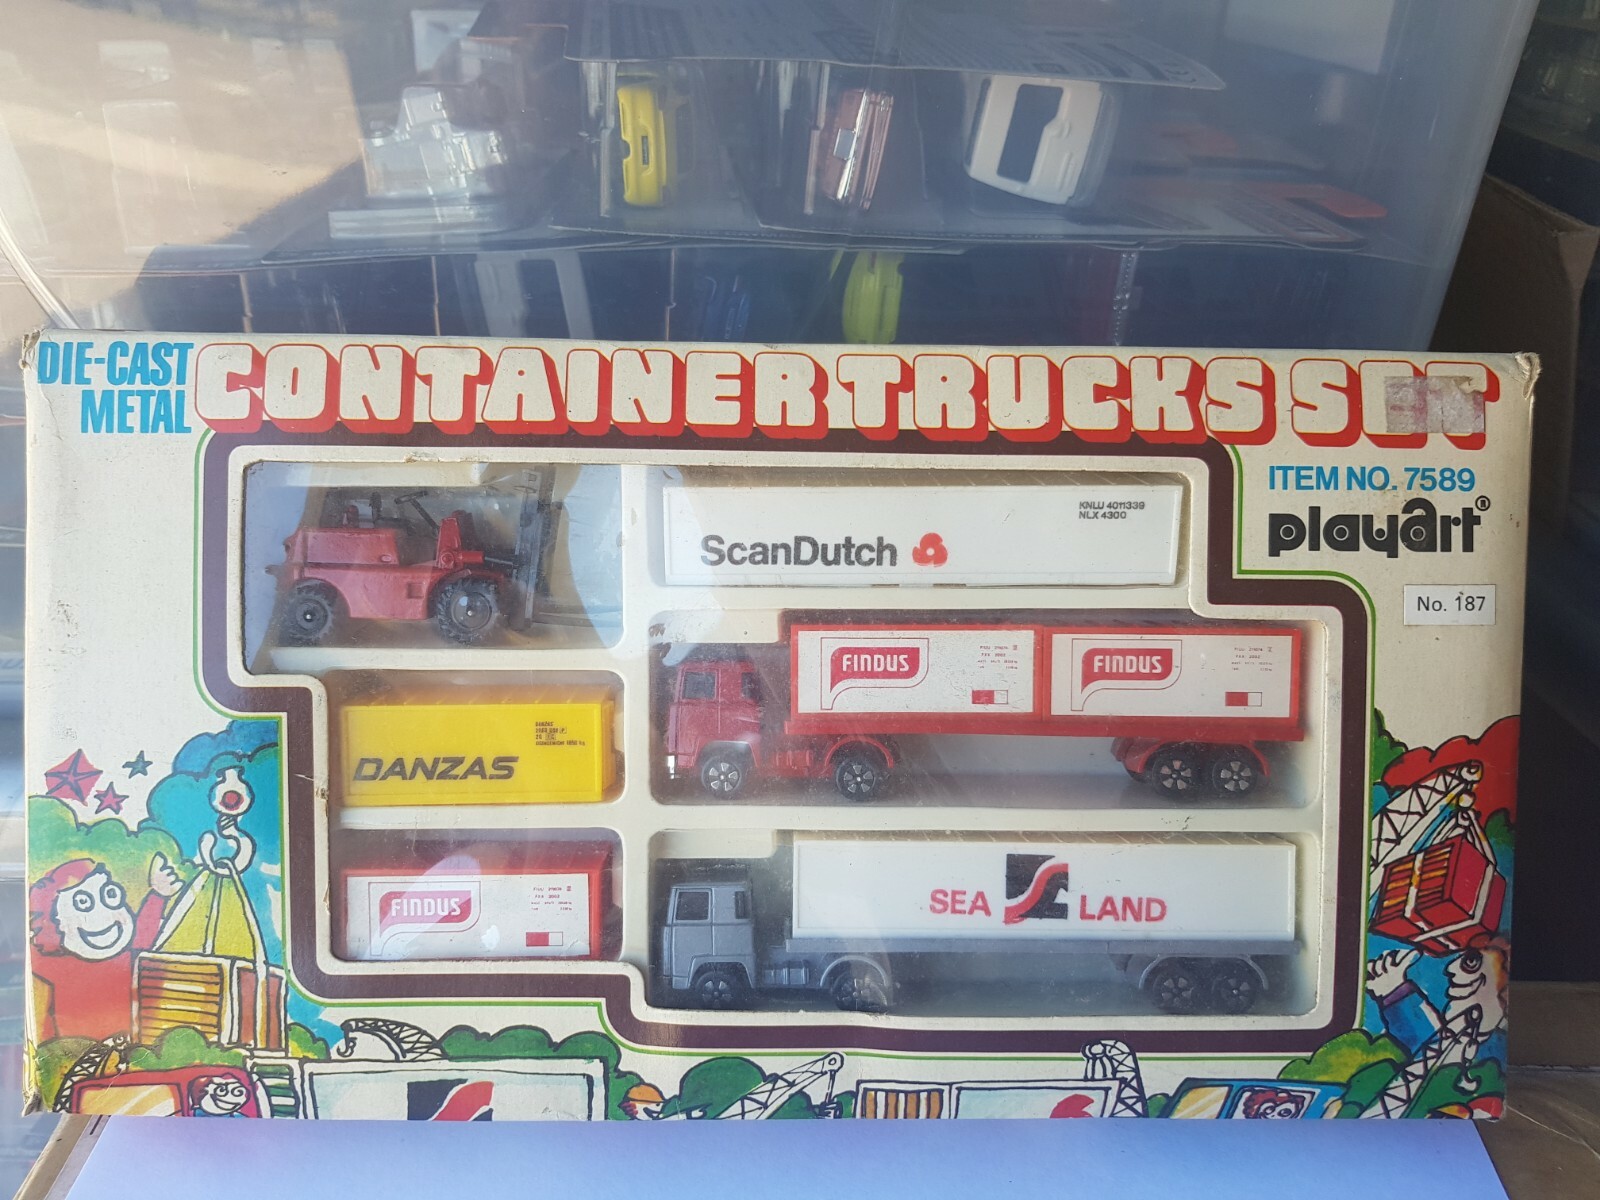 DIE-CAST
METAL
CONTAINER TRUCKS SET
ITEM NO. 7589
playart®
No. 187
KNLU 4011339
NLX 4300
ScanDutch
FINDUS
FINDUS
DANZAS
FINDUS
SEA LAND